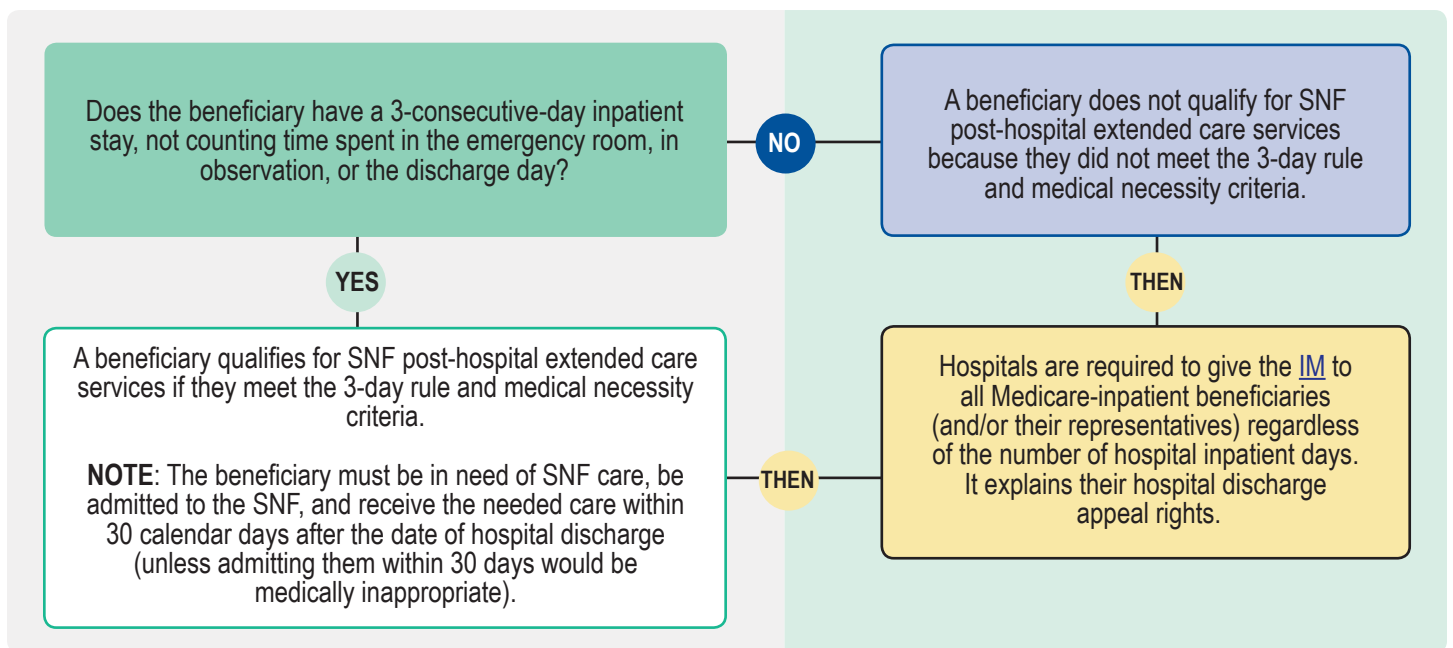 Does the beneficiary have a 3-consecutive-day inpatient
stay, not counting time spent in the emergency room, in
observation, or the discharge day?
NO
A beneficiary does not qualify for SNF
post-hospital extended care services
because they did not meet the 3-day rule
and medical necessity criteria.
YES
THEN
A beneficiary qualifies for SNF post-hospital extended care
services if they meet the 3-day rule and medical necessity
criteria.
NOTE: The beneficiary must be in need of SNF care, be
admitted to the SNF, and receive the needed care within
30 calendar days after the date of hospital discharge
(unless admitting them within 30 days would be
medically inappropriate).
THEN
Hospitals are required to give the IM to
all Medicare-inpatient beneficiaries
(and/or their representatives) regardless
of the number of hospital inpatient days.
It explains their hospital discharge
appeal rights.